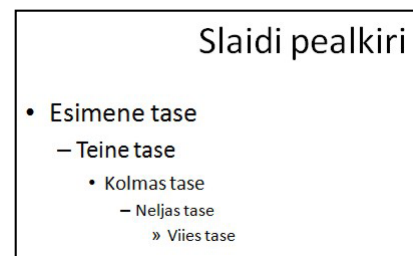 Slaidi pealkiri
• Esimene tase
– Teine tase
• Kolmas tase
– Neljas tase
» Viies tase